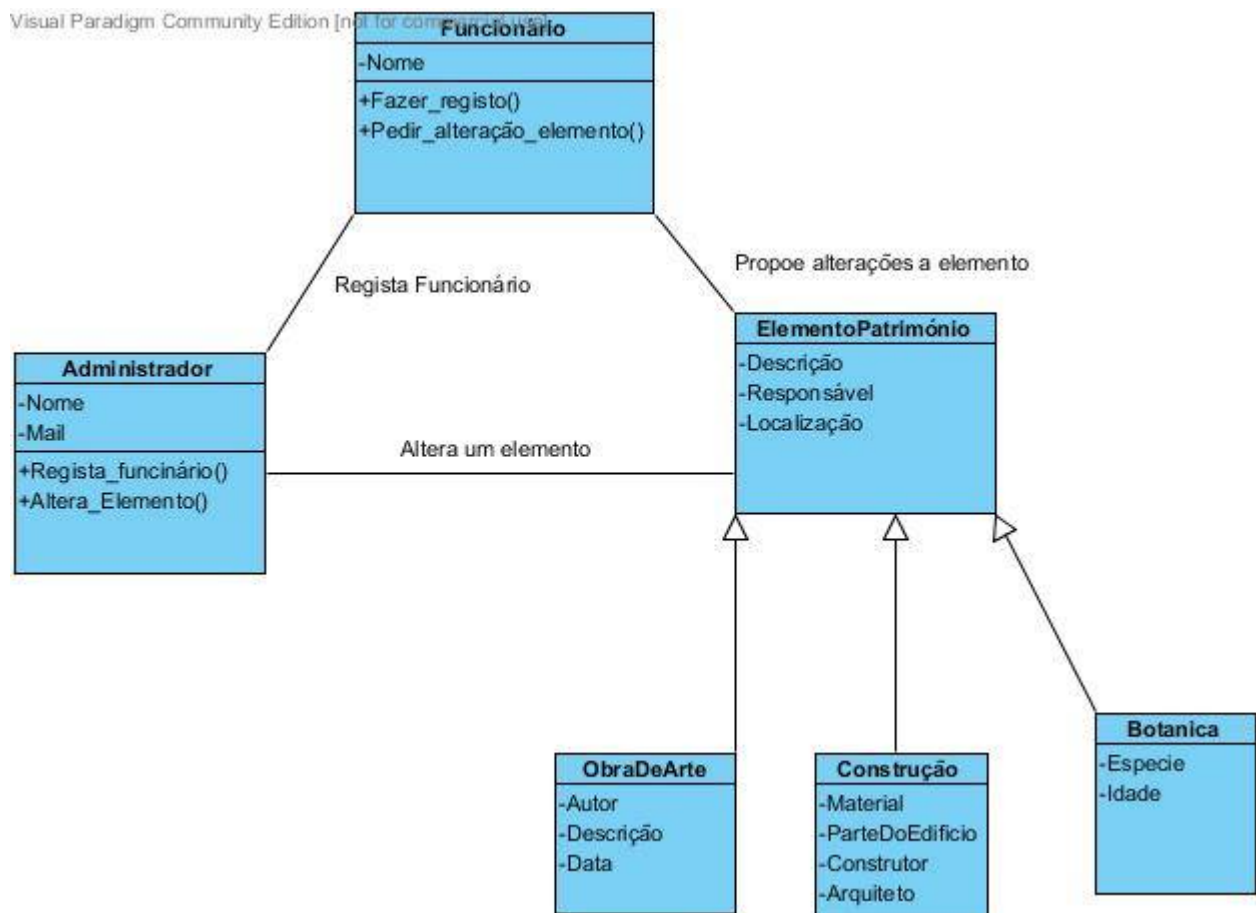 Visual Paradigm Community Edition [not for commercial use]
Funcionário
-Nome
+Fazer_registo()
+Pedir_alteração_elemento()
Regista Funcionário
Propoe alterações a elemento
Administrador
-Nome
-Mail
+Regista_funcinário()
+Altera_Elemento()
Altera um elemento
ElementoPatrimónio
-Descrição
-Responsável
-Localização
ObraDeArte
-Autor
-Descrição
-Data
Construção
-Material
-ParteDoEdificio
-Construtor
-Arquiteto
Botanica
-Especie
-Idade